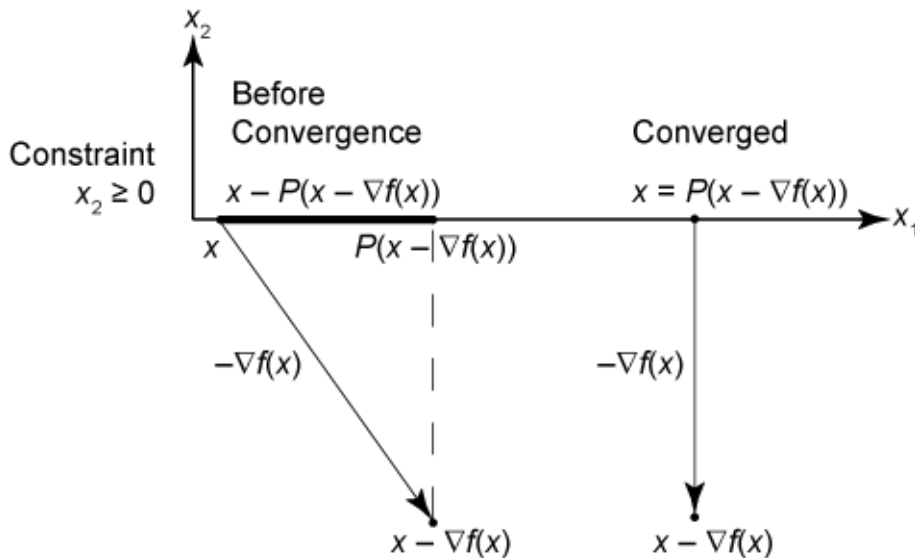 x₂
Before
Convergence
Converged
Constraint
x₂ ≥ 0
x – P(x – ∇f(x))
x = P(x – ∇f(x))
x₁
x
P(x – ∇f(x))
–∇f(x)
–∇f(x)
x – ∇f(x)
x – ∇f(x)